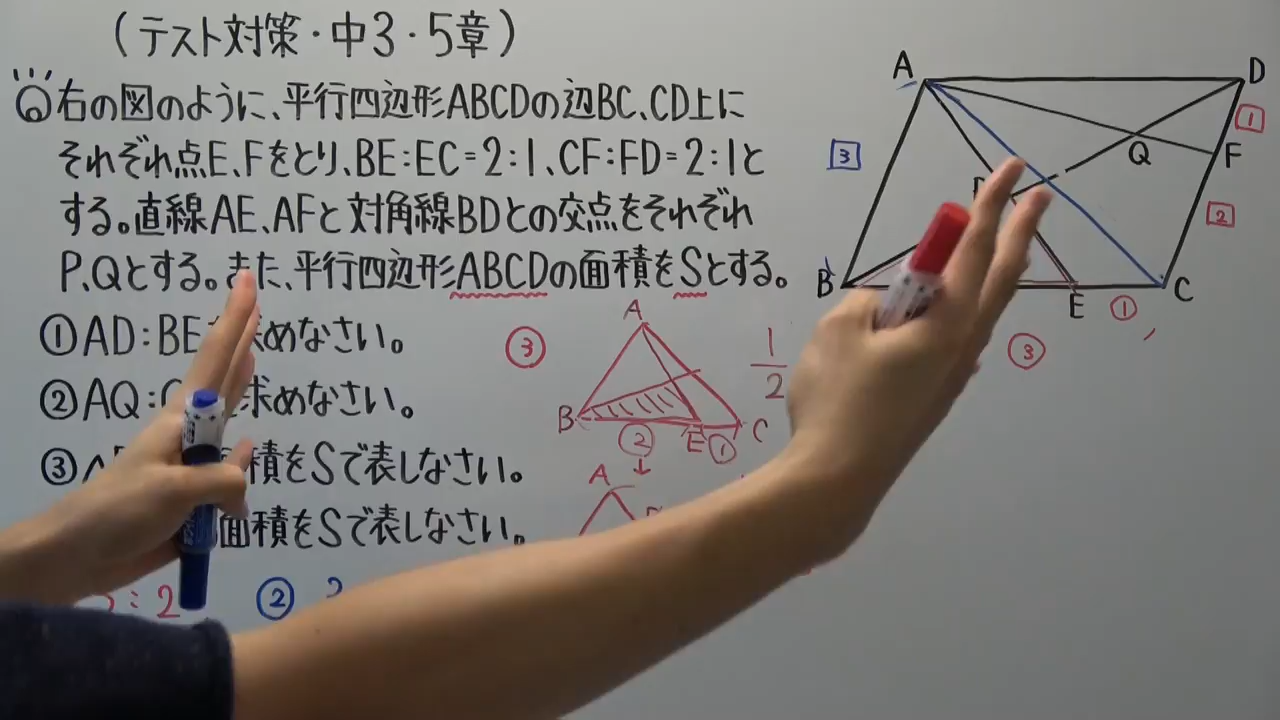 (テスト対策・中3・5章)
右の図のように、平行四辺形ABCDの辺BC、CD上に
それぞれ点E、Fをとり、BE:EC=2:1、CF:FD=2:1と
する。直線AE、AFと対角線BDとの交点をそれぞれ
P、Qとする。また、平行四辺形ABCDの面積をSとする。
①AD:BE 求めなさい。
②AQ: 求めなさい。
③ 積をSで表しなさい。
面積をSで表しなさい。
: 2
②
A
③
B
②
E
①
C
1
2
A
A
D
①
F
Q
②
③
B
E
①
C
③